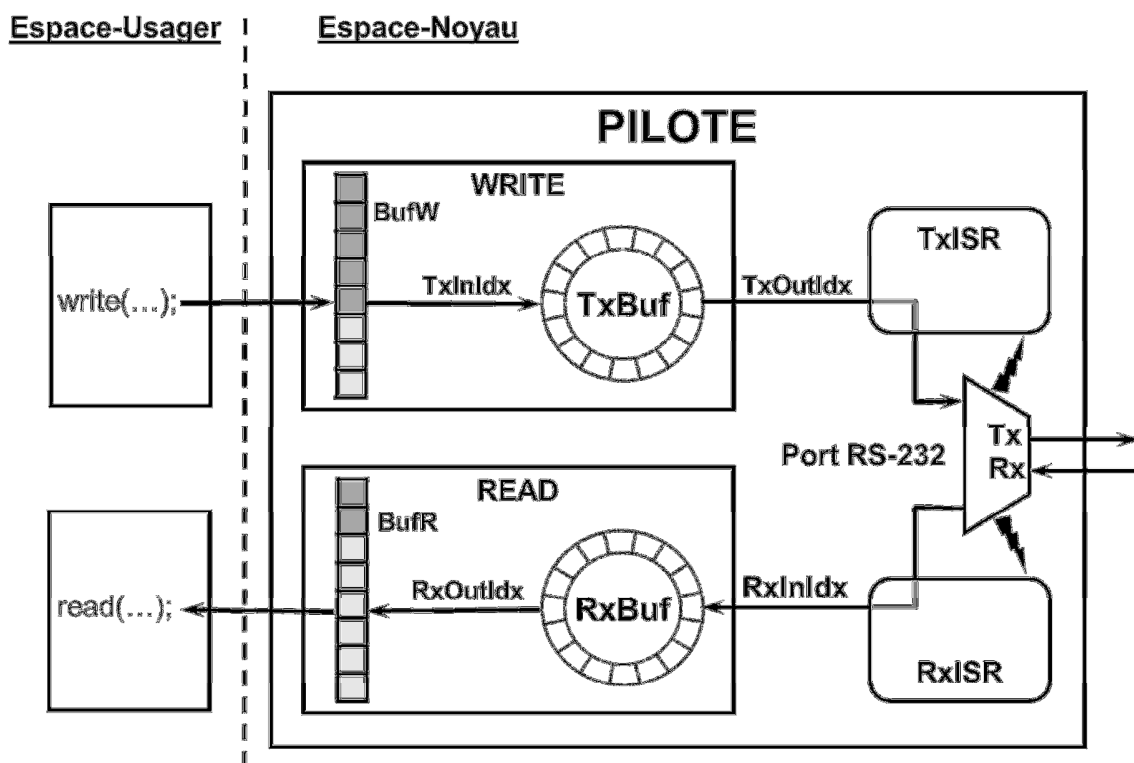 Espace-Usager
Espace-Noyau
PILOTE
WRITE
BufW
TxISR
write(...);
TxInIdx
TxBuf
TxOutIdx
Port RS-232
Tx
Rx
READ
BufR
read(...);
RxOutIdx
RxBuf
RxInIdx
RxISR